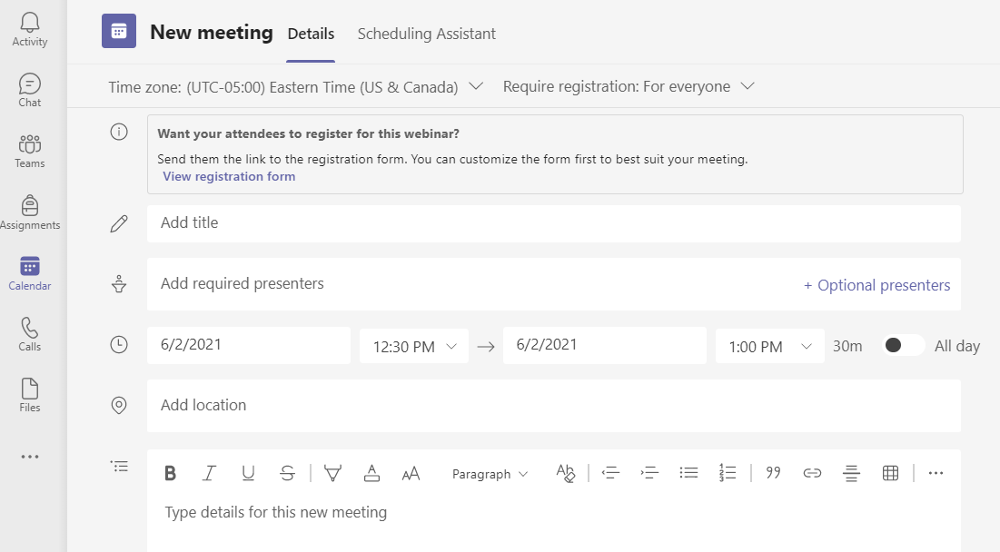 Activity
Chat
Teams
Assignments
Calendar
Calls
Files
New meeting Details Scheduling Assistant
Time zone: (UTC-05:00) Eastern Time (US & Canada) Require registration: For everyone
Want your attendees to register for this webinar?
Send them the link to the registration form. You can customize the form first to best suit your meeting.
View registration form
Add title
Add required presenters + Optional presenters
6/2/2021 12:30 PM → 6/2/2021 1:00 PM 30m All day
Add location
B I U S A AA Paragraph
Type details for this new meeting